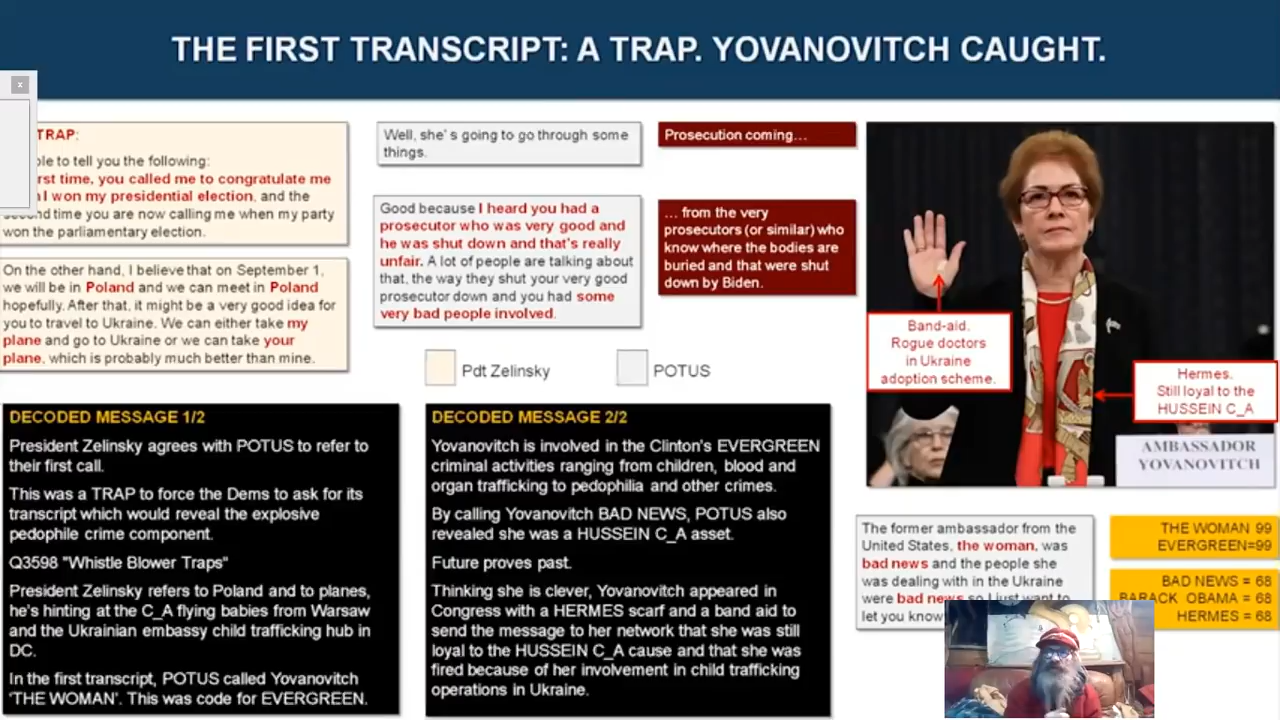 THE FIRST TRANSCRIPT: A TRAP. YOVANOVITCH CAUGHT.
x
TRAP:
to tell you the following:
time, you called me to congratulate me
I won my presidential election, and the
time you are now calling me when my party
won the parliamentary election.
On the other hand, I believe that on September 1,
we will be in Poland and we can meet in Poland
hopefully. After that, it might be a very good idea for
you to travel to Ukraine. We can either take my
plane and go to Ukraine or we can take your
plane, which is probably much better than mine.
Well, she's going to go through some
things.
Good because I heard you had a
prosecutor who was very good and
he was shut down and that's really
unfair. A lot of people are talking about
that, the way they shut your very good
prosecutor down and you had some
very bad people involved.
Prosecution coming...
... from the very
prosecutors (or similar) who
know where the bodies are
buried and that were shut
down by Biden.
Pdt Zelinsky
POTUS
Band-aid.
Rogue doctors
in Ukraine
adoption scheme.
Hermes.
Still loyal to the
HUSSEIN C_A
AMBASSADOR
YOVANOVITCH
DECODED MESSAGE 1/2
President Zelinsky agrees with POTUS to refer to
their first call.
This was a TRAP to force the Dems to ask for its
transcript which would reveal the explosive
pedophile crime component.
Q3598 "Whistle Blower Traps"
President Zelinsky refers to Poland and to planes,
he's hinting at the C_A flying babies from Warsaw
and the Ukrainian embassy child trafficking hub in
DC.
In the first transcript, POTUS called Yovanovitch
'THE WOMAN'. This was code for EVERGREEN.
DECODED MESSAGE 2/2
Yovanovitch is involved in the Clinton's EVERGREEN
criminal activities ranging from children, blood and
organ trafficking to pedophilia and other crimes.
By calling Yovanovitch BAD NEWS, POTUS also
revealed she was a HUSSEIN C_A asset.
Future proves past.
Thinking she is clever, Yovanovitch appeared in
Congress with a HERMES scarf and a band aid to
send the message to her network that she was still
loyal to the HUSSEIN C_A cause and that she was
fired because of her involvement in child trafficking
operations in Ukraine.
The former ambassador from the
United States, the woman, was
bad news and the people she
was dealing with in the Ukraine
were bad news so I just want to
let you know
THE WOMAN 99
EVERGREEN=99
BAD NEWS = 68
BARACK OBAMA = 68
HERMES = 68